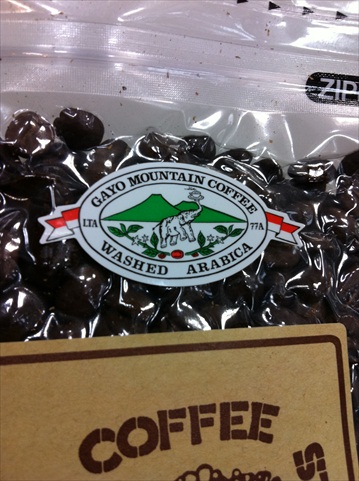 ZIP
GAYO MOUNTAIN COFFEE
LTA
77A
WASHED ARABICA
COFFEE